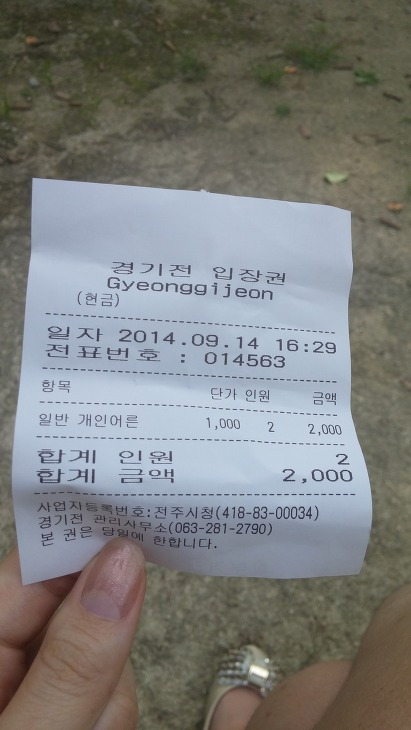 경기전 입장권
Gyeonggijeon
(현금)
일자 2014.09.14 16:29
전표번호 : 014563
항목 단가 인원 금액
일반 개인어른 1,000 2 2,000
합계 인원 2
합계 금액 2,000
사업자등록번호:전주시청(418-83-00034)
경기전 관리사무소(063-281-2790)
본 권은 당일에 한합니다.